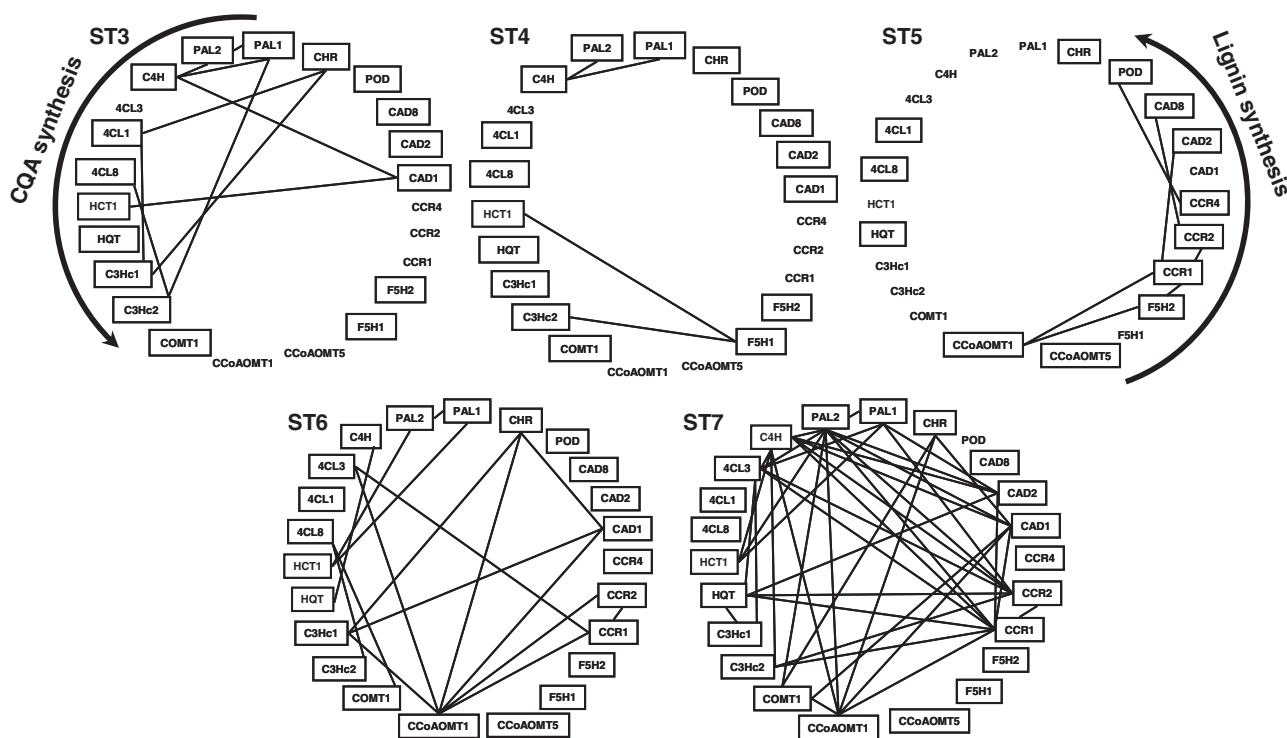 ST3
CQA synthesis
PAL2
PAL1
CHR
POD
CAD8
CAD2
CAD1
CCR4
CCR2
CCR1
F5H2
F5H1
CCoAOMT5
CCoAOMT1
COMT1
C3Hc2
C3Hc1
HQT
HCT1
4CL8
4CL1
4CL3
C4H
ST4
PAL2
PAL1
CHR
POD
CAD8
CAD2
CAD1
CCR4
CCR2
CCR1
F5H2
F5H1
CCoAOMT5
CCoAOMT1
COMT1
C3Hc2
C3Hc1
HQT
HCT1
4CL8
4CL1
4CL3
C4H
ST5
Lignin synthesis
PAL2
PAL1
CHR
POD
CAD8
CAD2
CAD1
CCR4
CCR2
CCR1
F5H2
F5H1
CCoAOMT5
CCoAOMT1
COMT1
C3Hc2
C3Hc1
HQT
HCT1
4CL8
4CL1
4CL3
C4H
ST6
PAL2
PAL1
CHR
POD
CAD8
CAD2
CAD1
CCR4
CCR2
CCR1
F5H2
F5H1
CCoAOMT5
CCoAOMT1
COMT1
C3Hc2
C3Hc1
HQT
HCT1
4CL8
4CL1
4CL3
C4H
ST7
PAL2
PAL1
CHR
POD
CAD8
CAD2
CAD1
CCR4
CCR2
CCR1
F5H2
F5H1
CCoAOMT5
CCoAOMT1
COMT1
C3Hc2
C3Hc1
HQT
HCT1
4CL8
4CL1
4CL3
C4H